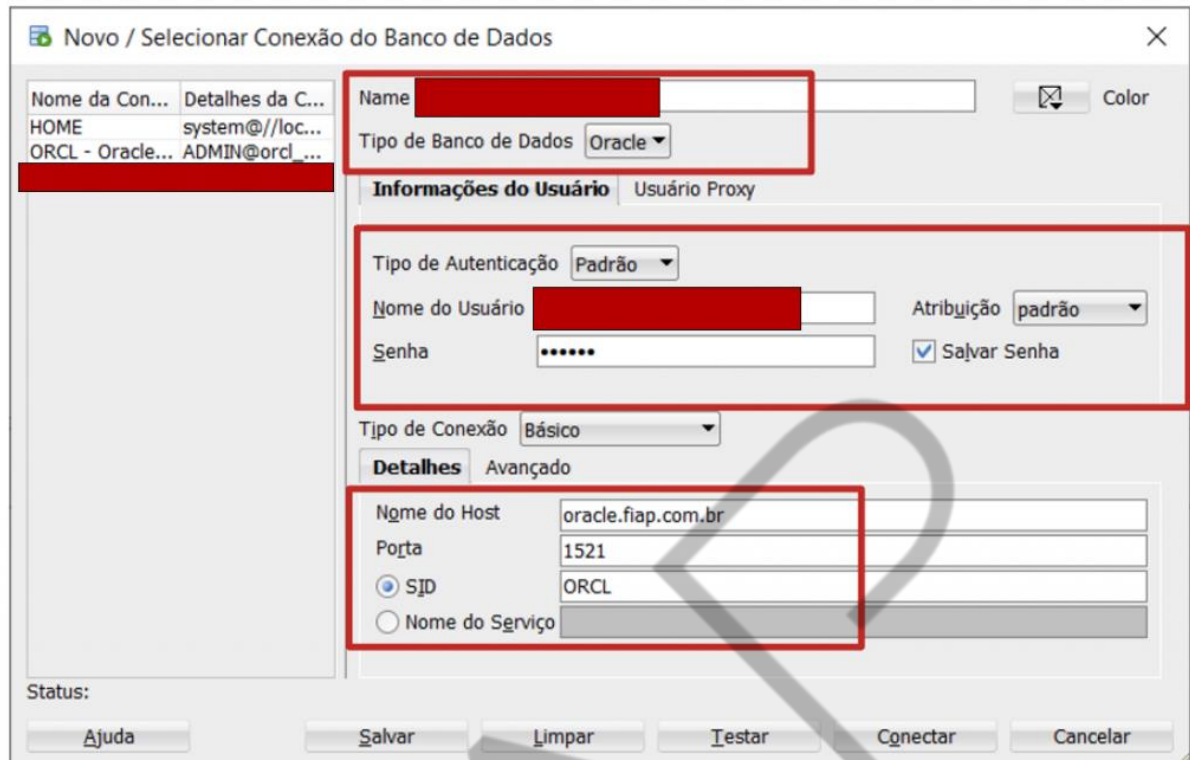 Novo / Selecionar Conexão do Banco de Dados
Nome da Con... Detalhes da C...
HOME system@//loc...
ORCL - Oracle... ADMIN@orcl_...
Name
Color
Tipo de Banco de Dados Oracle
Informações do Usuário Usuário Proxy
Tipo de Autenticação Padrão
Nome do Usuário
Atribuição padrão
Senha ••••••
Salvar Senha
Tipo de Conexão Básico
Detalhes Avançado
Nome do Host oracle.fiap.com.br
Porta 1521
SID ORCL
Nome do Serviço
Status:
Ajuda Salvar Limpar Testar Conectar Cancelar